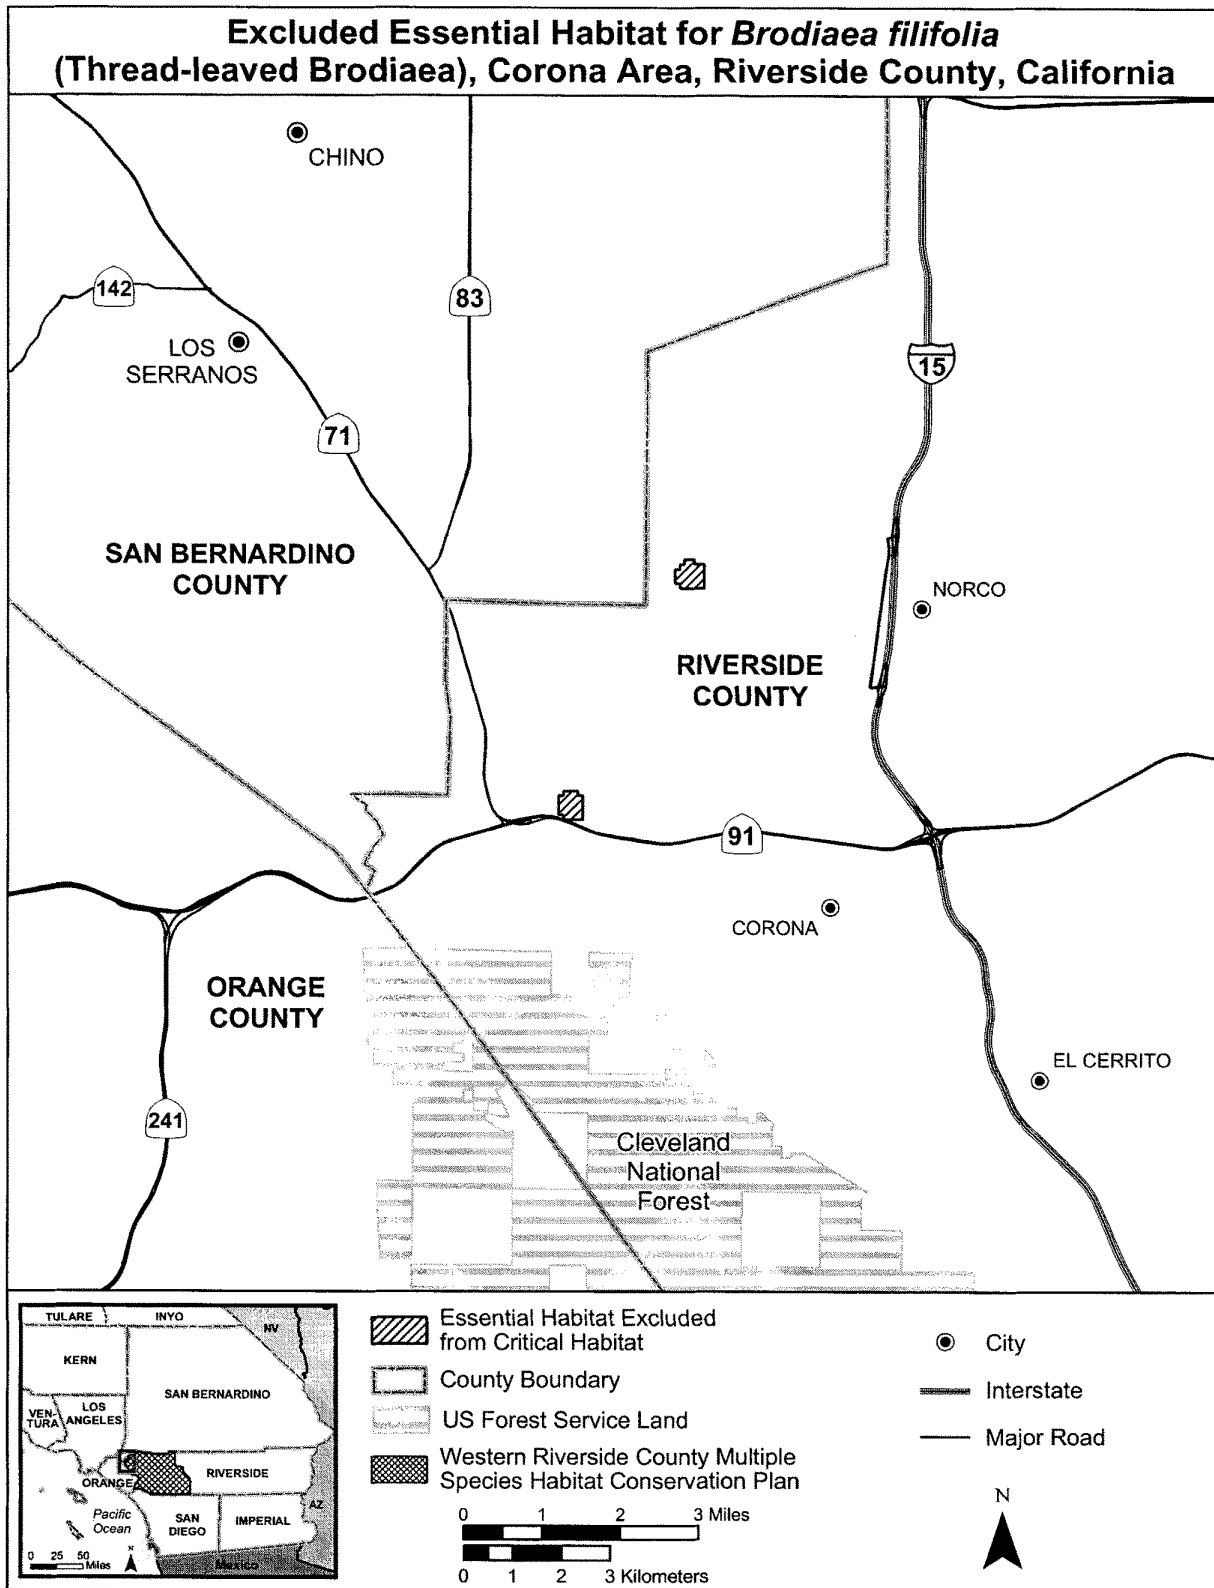 Excluded Essential Habitat for Brodiaea filifolia
(Thread-leaved Brodiaea), Corona Area, Riverside County, California
CHINO
142
83
LOS
SERRANOS
15
71
SAN BERNARDINO
COUNTY
NORCO
RIVERSIDE
COUNTY
91
CORONA
ORANGE
COUNTY
EL CERRITO
241
Cleveland
National
Forest
TULARE
INYO
NV
KERN
SAN BERNARDINO
VEN-
TURA
LOS
ANGELES
RIVERSIDE
ORANGE
AZ
Pacific
Ocean
SAN
DIEGO
IMPERIAL
N
0 25 50
Miles
Mexico
Essential Habitat Excluded
from Critical Habitat
County Boundary
US Forest Service Land
Western Riverside County Multiple
Species Habitat Conservation Plan
0 1 2 3 Miles
0 1 2 3 Kilometers
City
Interstate
Major Road
N